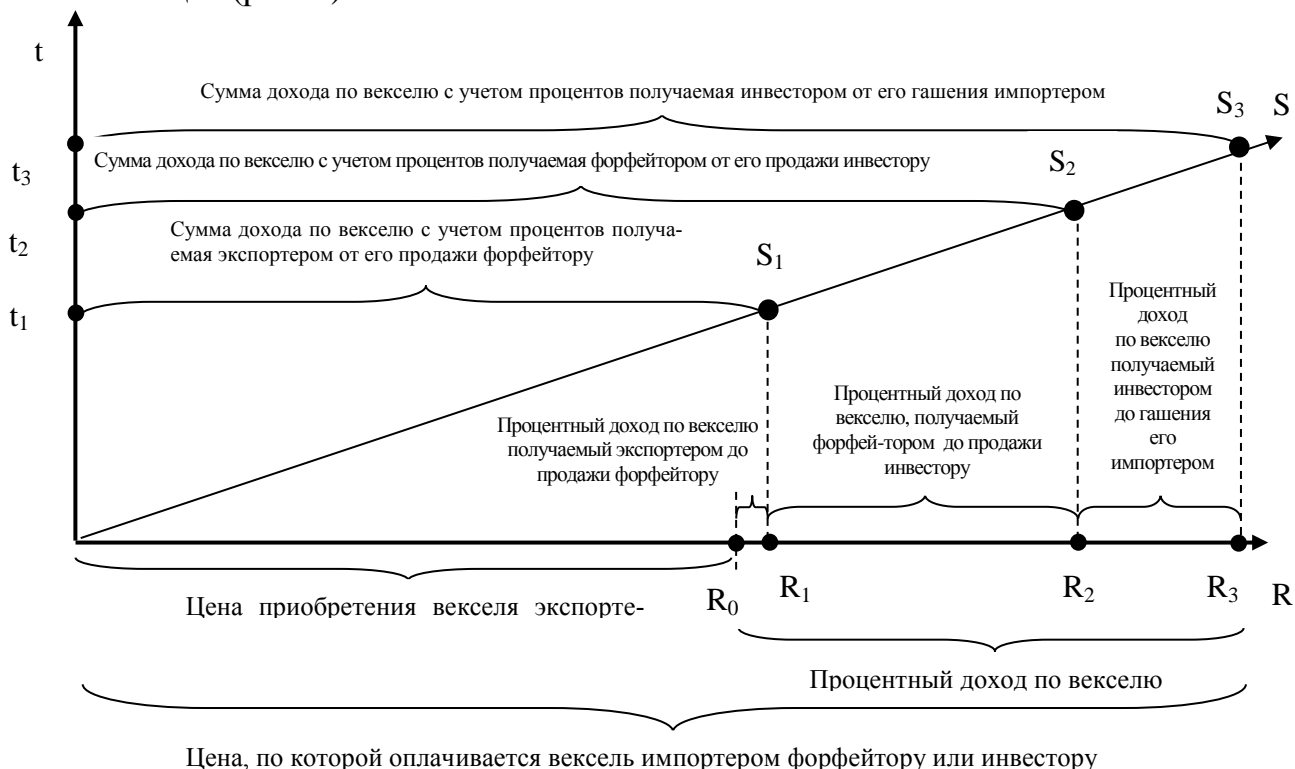 t
Сумма дохода по векселю с учетом процентов получаемая инвестором от его гашения импортером
S3
S
Сумма дохода по векселю с учетом процентов получаемая форфейтором от его продажи инвестору
t3
S2
Сумма дохода по векселю с учетом процентов получа-
емая экспортером от его продажи форфейтору
t2
S1
t1
Процентный
доход
по векселю
получаемый
инвестором
до гашения
его
импортером
Процентный доход по
векселю, получаемый
форфей-тором до продажи
инвестору
Процентный доход по векселю
получаемый экспортером до
продажи форфейтору
R0
R1
R2
R3
R
Цена приобретения векселя экспорте-
Процентный доход по векселю
Цена, по которой оплачивается вексель импортером форфейтору или инвестору